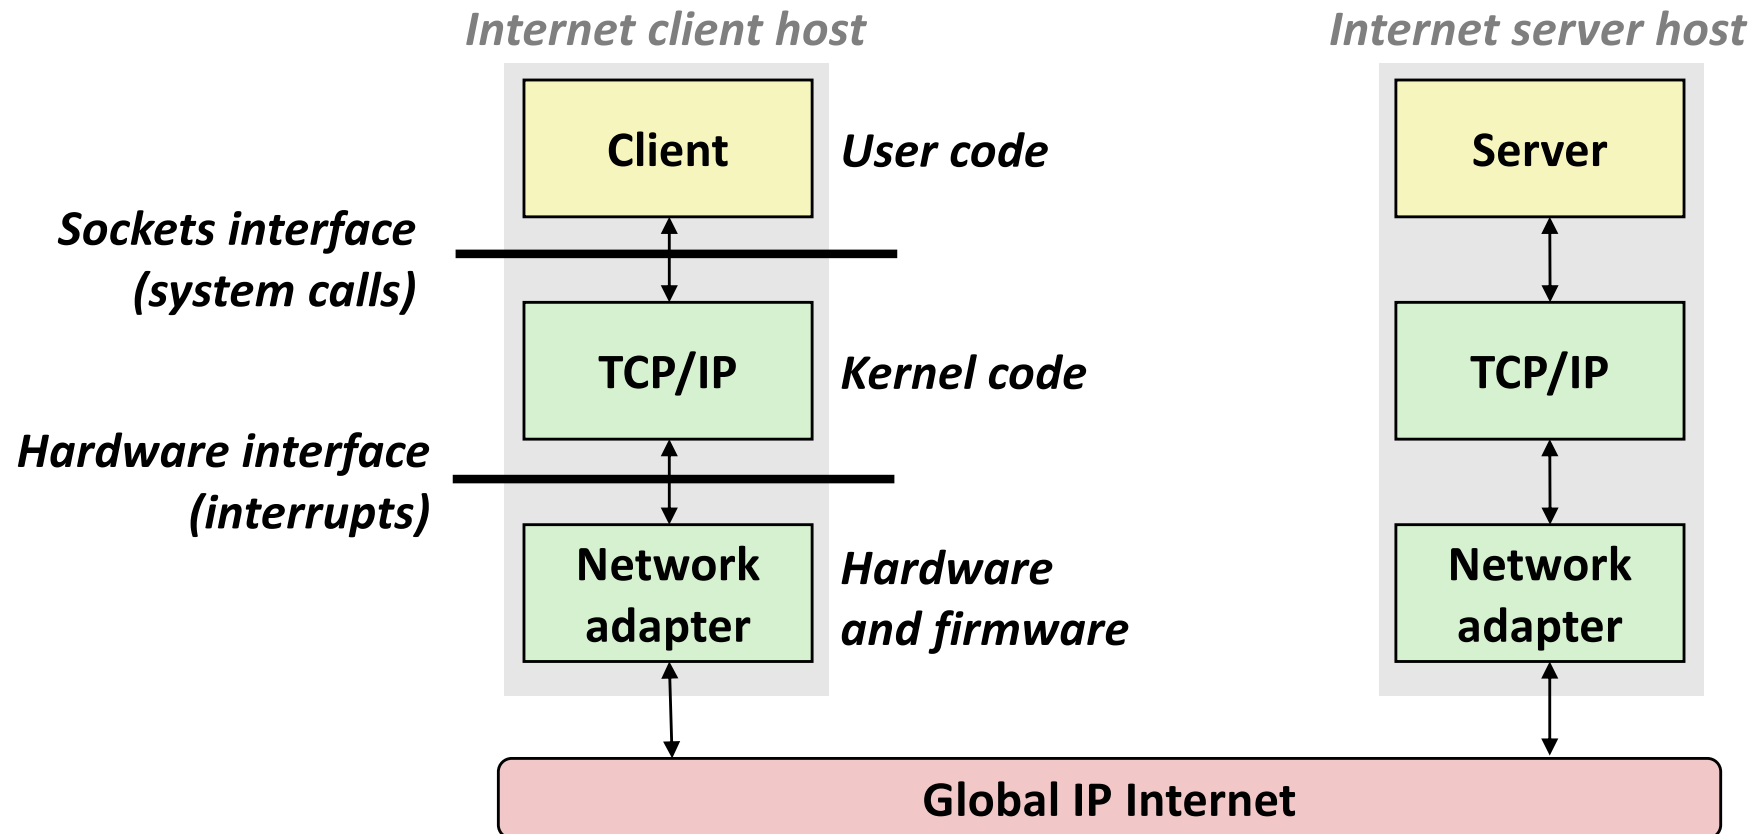 Internet client host
Internet server host
Client
User code
Server
Sockets interface
(system calls)
TCP/IP
Kernel code
TCP/IP
Hardware interface
(interrupts)
Network
adapter
Hardware
and firmware
Network
adapter
Global IP Internet